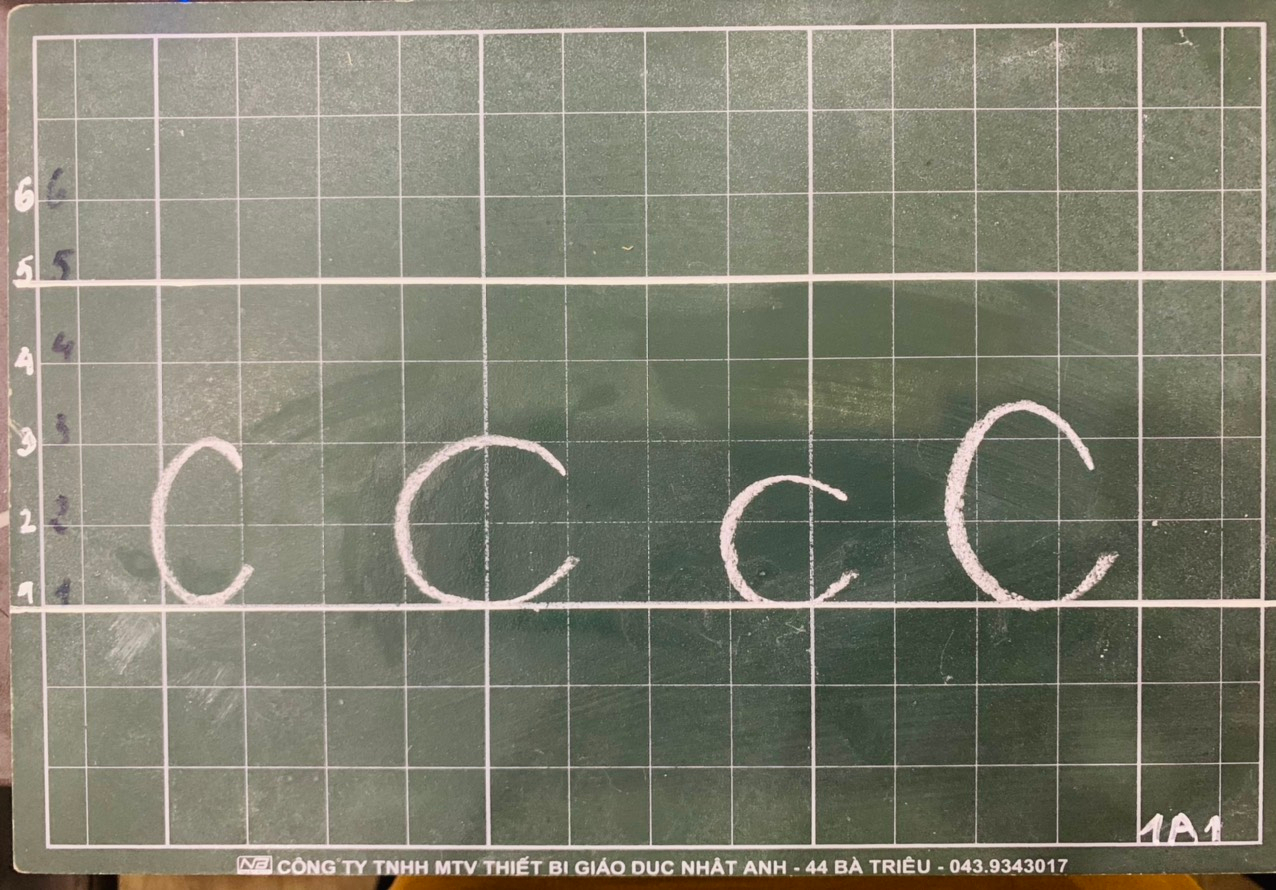 6 6
5 5
4 4
3 3
2 2
1 1
c c c c
1A1
NA CÔNG TY TNHH MTV THIẾT BỊ GIÁO DỤC NHẬT ANH - 44 BÀ TRIỆU - 043.9343017